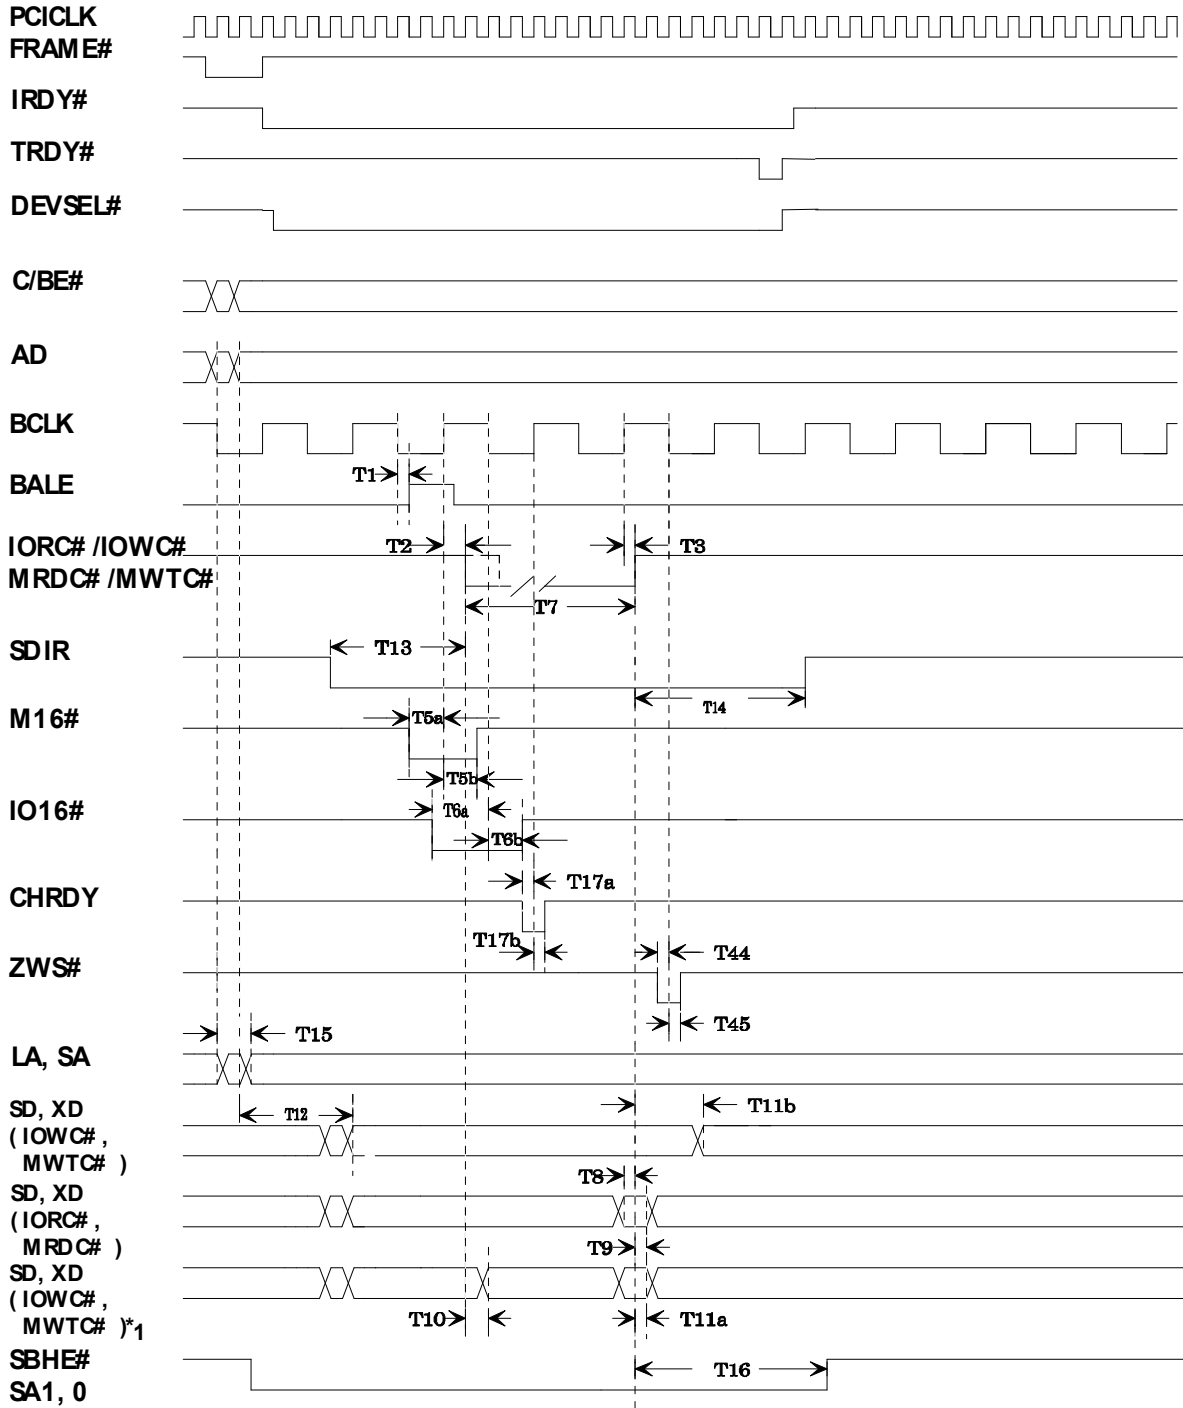 PCICLK
FRAME#
IRDY#
TRDY#
DEVSEL#
C/BE#
AD
BCLK
T1
BALE
IORC# /IOWC#
T2
T3
MRDC# /MWTC#
T7
SDIR
T13
T14
M16#
T5a
T5b
IO16#
T6a
T6b
T17a
CHRDY
T17b
T44
ZWS#
T45
T15
LA, SA
SD, XD
T12
T11b
( IOWC# ,
MWTC# )
T8
SD, XD
( IORC# ,
MRDC# )
T9
SD, XD
( IOWC# ,
MWTC# )*1
T10
T11a
SBHE#
T16
SA1, 0